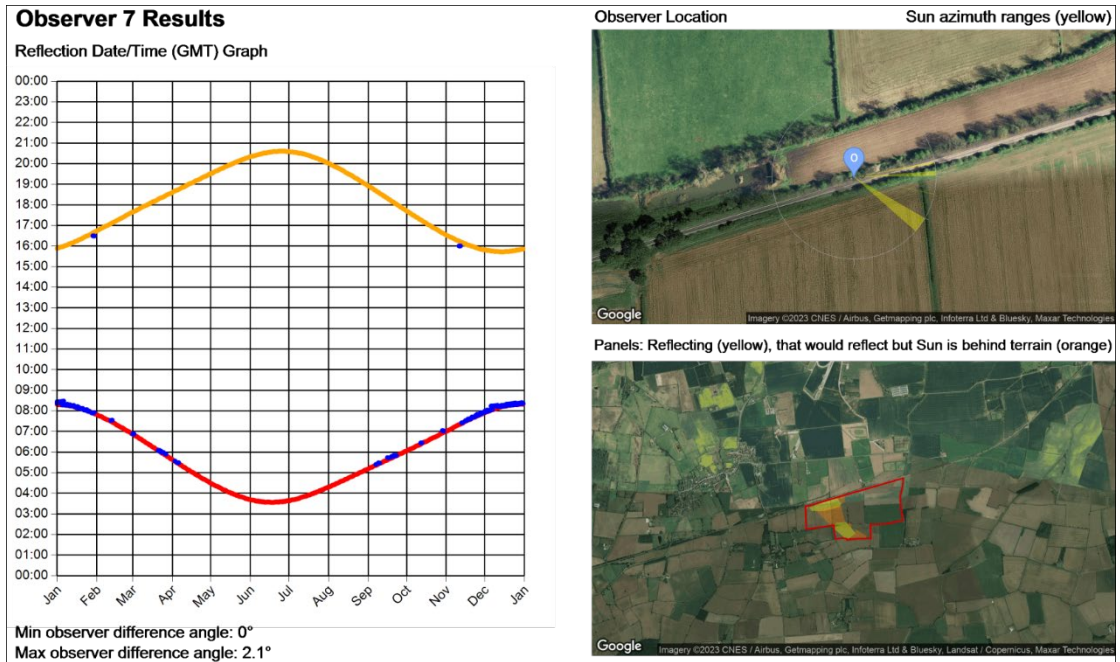 Observer 7 Results
Reflection Date/Time (GMT) Graph
00:00
23:00
22:00
21:00
20:00
19:00
18:00
17:00
16:00
15:00
14:00
13:00
12:00
11:00
10:00
09:00
08:00
07:00
06:00
05:00
04:00
03:00
02:00
01:00
00:00
Jan Feb Mar Apr May Jun Jul Aug Sep Oct Nov Dec Jan
Min observer difference angle: 0°
Max observer difference angle: 2.1°
Observer Location Sun azimuth ranges (yellow)
0
Google
Imagery ©2023 CNES / Airbus, Getmapping plc, Infoterra Ltd & Bluesky, Maxar Technologies
Panels: Reflecting (yellow), that would reflect but Sun is behind terrain (orange)
Google
Imagery ©2023 CNES / Airbus, Getmapping plc, Infoterra Ltd & Bluesky, Landsat / Copernicus, Maxar Technologies